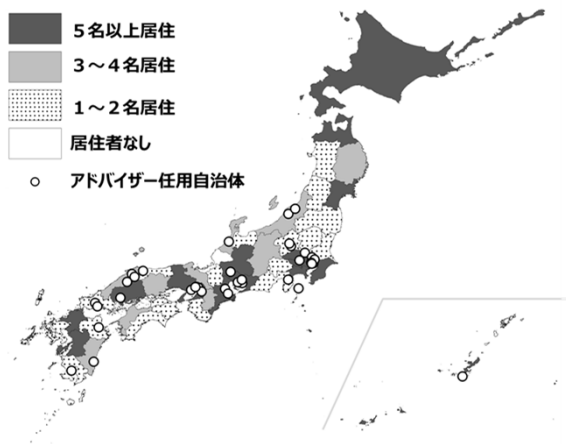 ５名以上居住
３～４名居住
１～２名居住
居住者なし
アドバイザー任用自治体